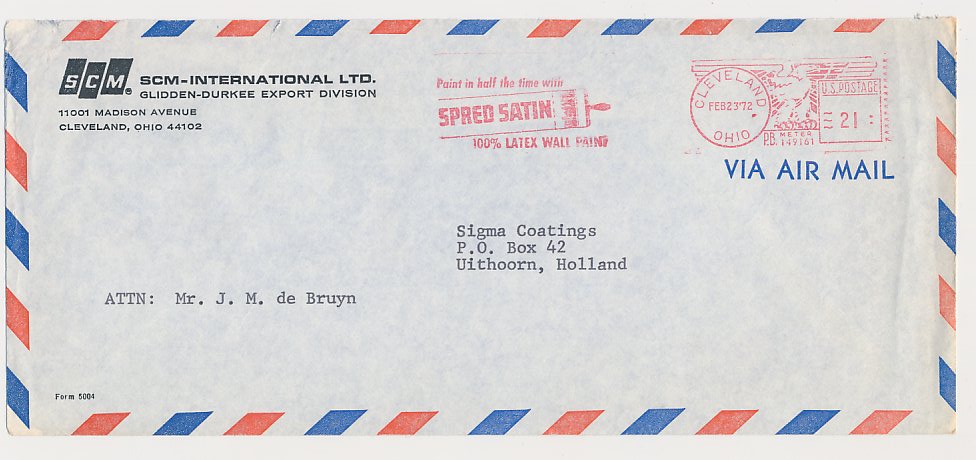 SCM®
SCM-INTERNATIONAL LTD.
GLIDDEN-DURKEE EXPORT DIVISION
11001 MADISON AVENUE
CLEVELAND, OHIO 44102
Paint in half the time with
SPRED SATIN
100% LATEX WALL PAINT
CLEVELAND
FEB23'72
OHIO
U.S. POSTAGE
21
P.B. METER
149161
VIA AIR MAIL
Sigma Coatings
P.O. Box 42
Uithoorn, Holland
ATTN: Mr. J. M. de Bruyn
Form 5004